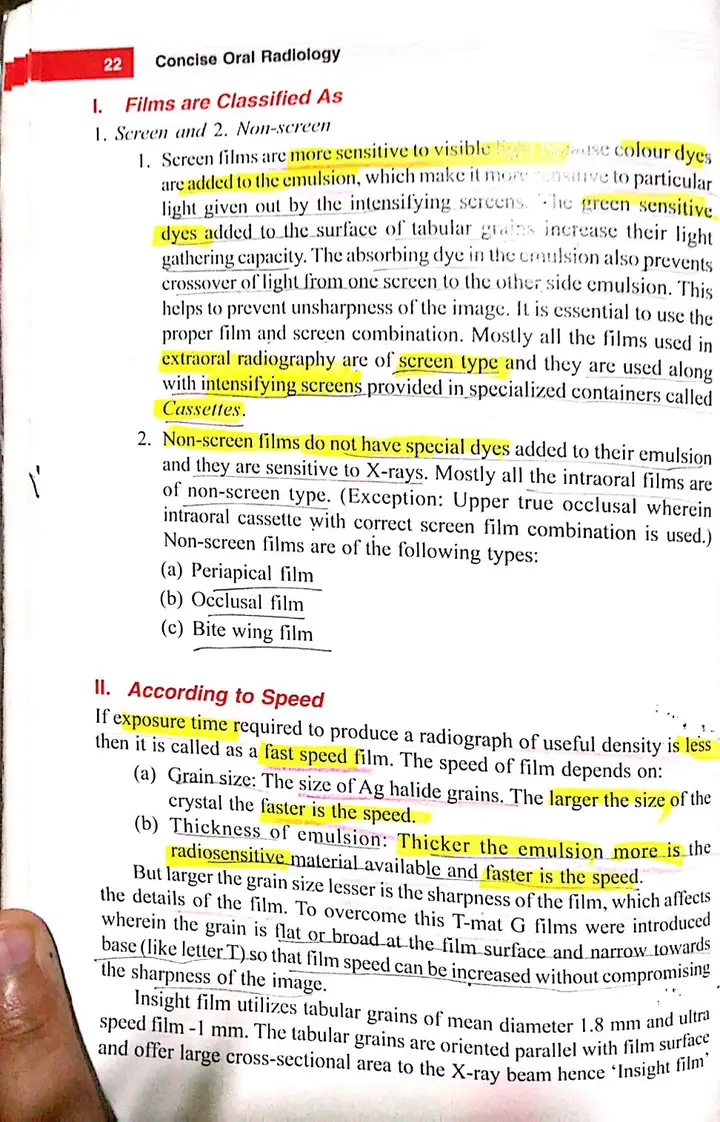 22 Concise Oral Radiology
I. Films are Classified As
1. Screen and 2. Non-screen
1. Screen films are more sensitive to visible colour dyes
are added to the emulsion, which make it more sensitive to particular
light given out by the intensifying screens. The green sensitive
dyes added to the surface of tabular grains increase their light
gathering capacity. The absorbing dye in the emulsion also prevents
crossover of light from one screen to the other side emulsion. This
helps to prevent unsharpness of the image. It is essential to use the
proper film and screen combination. Mostly all the films used in
extraoral radiography are of screen type and they are used along
with intensifying screens provided in specialized containers called
Cassettes.
2. Non-screen films do not have special dyes added to their emulsion
and they are sensitive to X-rays. Mostly all the intraoral films are
of non-screen type. (Exception: Upper true occlusal wherein
intraoral cassette with correct screen film combination is used.)
Non-screen films are of the following types:
(a) Periapical film
(b) Occlusal film
(c) Bite wing film
II. According to Speed
If exposure time required to produce a radiograph of useful density is less
then it is called as a fast speed film. The speed of film depends on:
(a) Grain size: The size of Ag halide grains. The larger the size of the
crystal the faster is the speed.
(b) Thickness of emulsion: Thicker the emulsion more is the
radiosensitive material available and faster is the speed.
But larger the grain size lesser is the sharpness of the film, which affects
the details of the film. To overcome this T-mat G films were introduced
wherein the grain is flat or broad at the film surface and narrow towards
base (like letter T) so that film speed can be increased without compromising
the sharpness of the image.
Insight film utilizes tabular grains of mean diameter 1.8 mm and ultra
speed film -1 mm. The tabular grains are oriented parallel with film surface
and offer large cross-sectional area to the X-ray beam hence ‘Insight film’